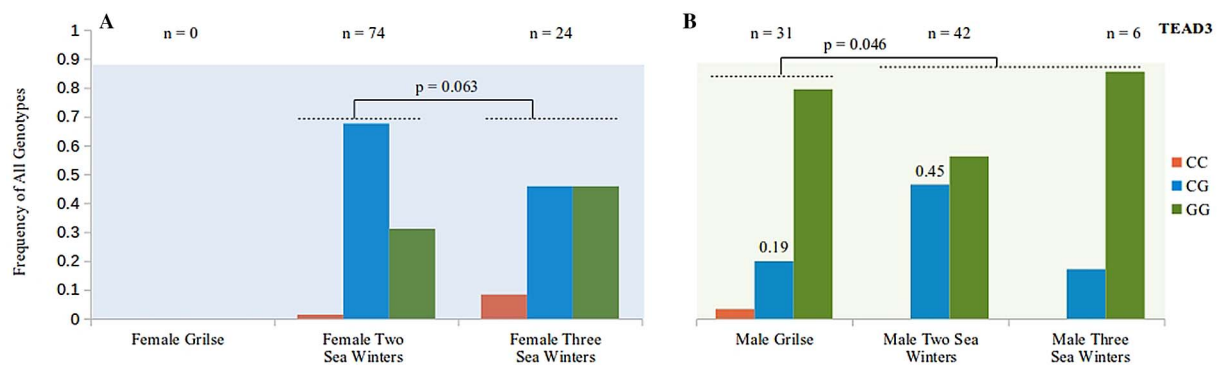 A
B
TEAD3
n = 0
n = 74
n = 24
n = 31
n = 42
n = 6
p = 0.063
p = 0.046
Frequency of All Genotypes
1
0.9
0.8
0.7
0.6
0.5
0.4
0.3
0.2
0.1
0
0.19
0.45
CC
CG
GG
Female Grilse
Female Two
Sea Winters
Female Three
Sea Winters
Male Grilse
Male Two Sea
Winters
Male Three
Sea Winters